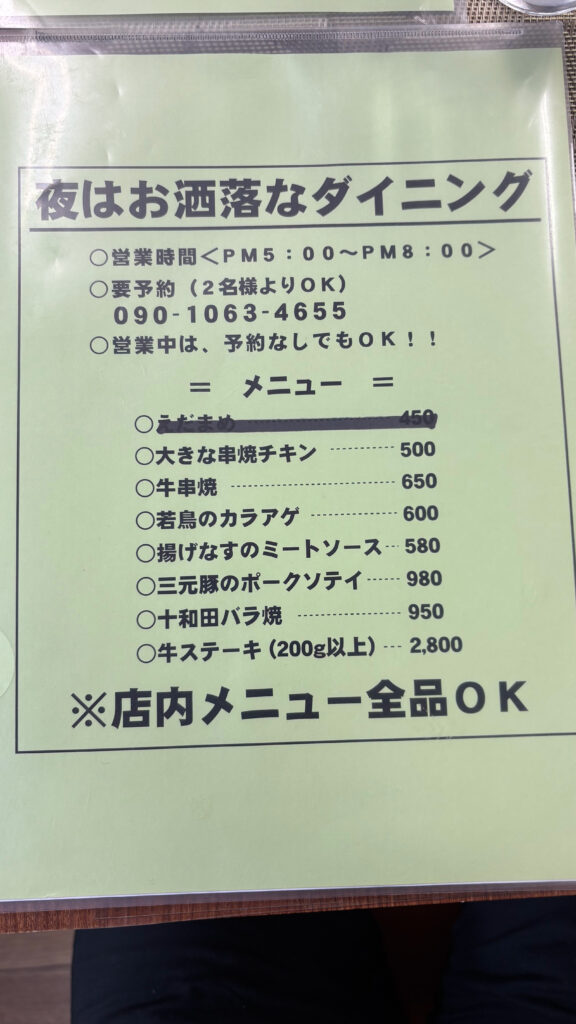 夜はお洒落なダイニング
○営業時間＜ＰＭ５：００～ＰＭ８：００＞
○要予約（２名様よりＯＫ）
０９０-１０６３-４６５５
○営業中は、予約なしでもＯＫ！！
＝　メニュー　＝
○えだまめ 450
○大きな串焼チキン ---------- 500
○牛串焼 -------------------- 650
○若鳥のカラアゲ ------------ 600
○揚げなすのミートソース -- 580
○三元豚のポークソテイ ----- 980
○十和田バラ焼 ------------- 950
○牛ステーキ（200g以上） --- 2,800
※店内メニュー全品ＯＫ